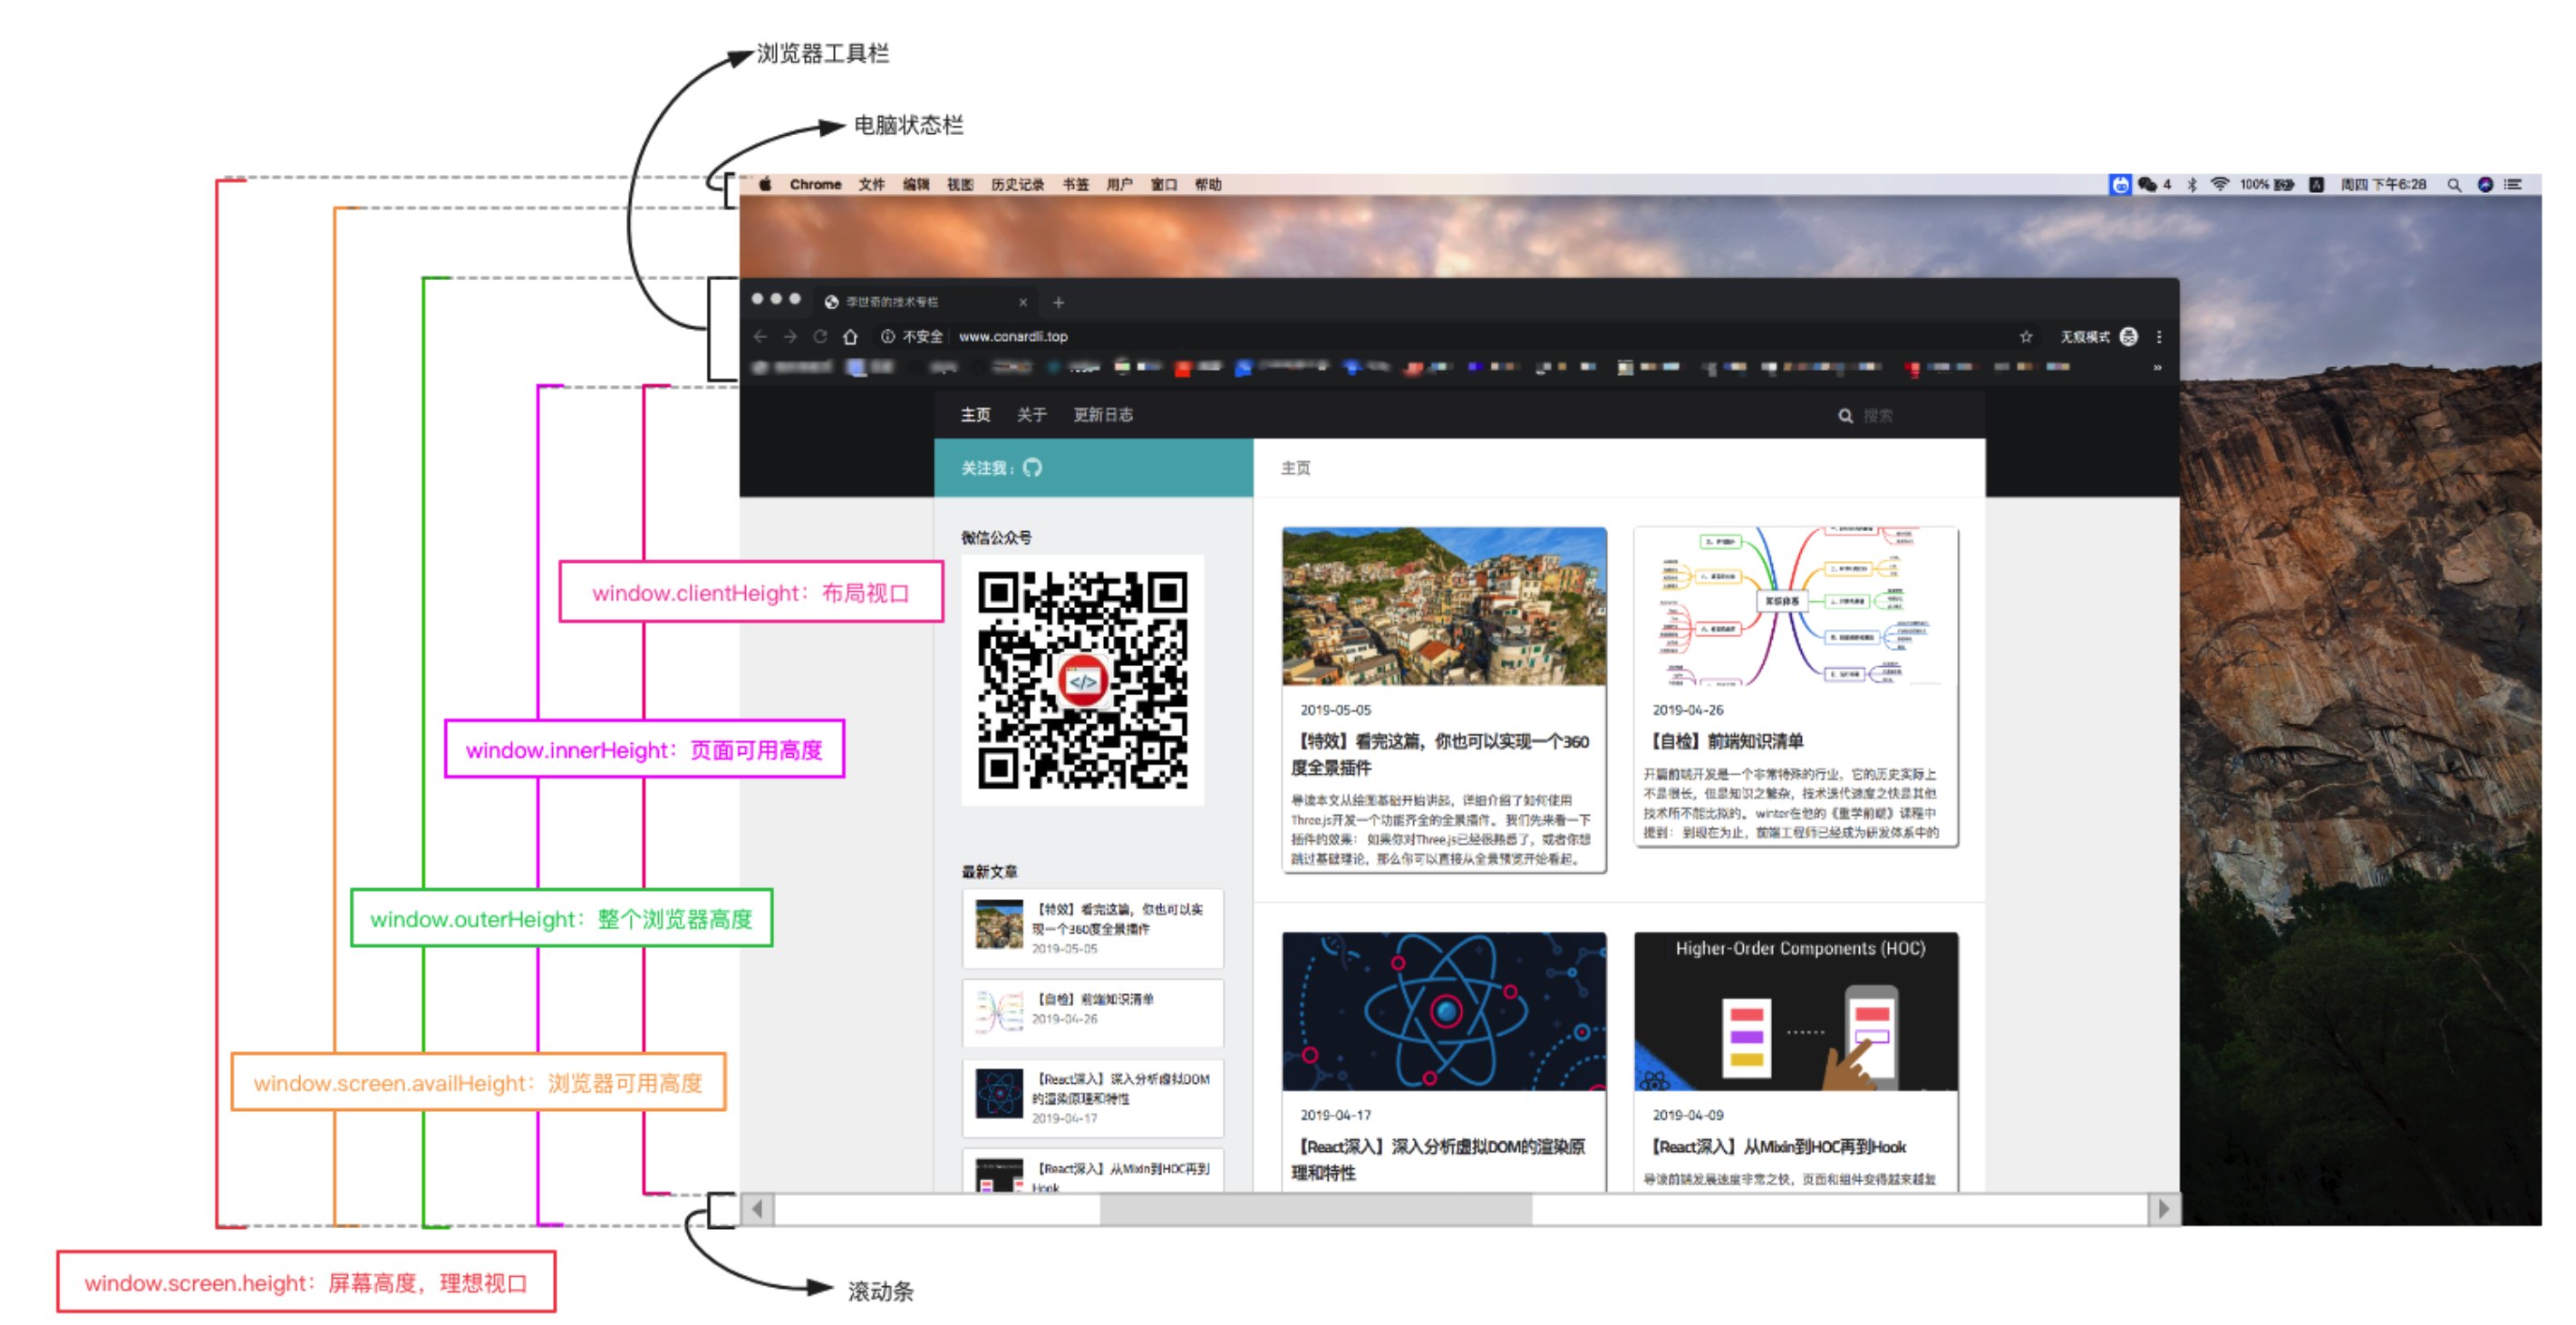 浏览器工具栏
电脑状态栏
Chrome 文件 编辑 视图 历史记录 书签 用户 窗口 帮助
4 100% 周四 下午6:28
李世奇的技术专栏
不安全 www.conardli.top
无痕模式
主页 关于 更新日志
搜索
关注我：
主页
微信公众号
window.clientHeight：布局视口
window.innerHeight：页面可用高度
window.outerHeight：整个浏览器高度
window.screen.availHeight：浏览器可用高度
window.screen.height：屏幕高度，理想视口
滚动条
最新文章
【特效】看完这篇，你也可以实
现一个360度全景插件
2019-05-05
【自检】前端知识清单
2019-04-26
【React深入】深入分析虚拟DOM
的渲染原理和特性
2019-04-17
【React深入】从Mixin到HOC再到
Hook
2019-05-05
【特效】看完这篇，你也可以实现一个360
度全景插件
导读本文从绘图基础开始讲起，详细介绍了如何使用
Three.js开发一个功能齐全的全景插件。 我们先来看一下
插件的效果： 如果你对Three.js已经很熟悉了，或者你想
跳过基础理论，那么你可以直接从全景预览开始看起。
2019-04-26
【自检】前端知识清单
开篇前端开发是一个非常特殊的行业，它的历史实际上
不是很长，但是知识之繁杂，技术迭代速度之快是其他
技术所不能比拟的。 winter在他的《重学前端》课程中
提到： 到现在为止，前端工程师已经成为研发体系中的
2019-04-17
【React深入】深入分析虚拟DOM的渲染原
理和特性
Higher-Order Components (HOC)
2019-04-09
【React深入】从Mixin到HOC再到Hook
导读前端发展速度非常之快，页面和组件变得越来越复